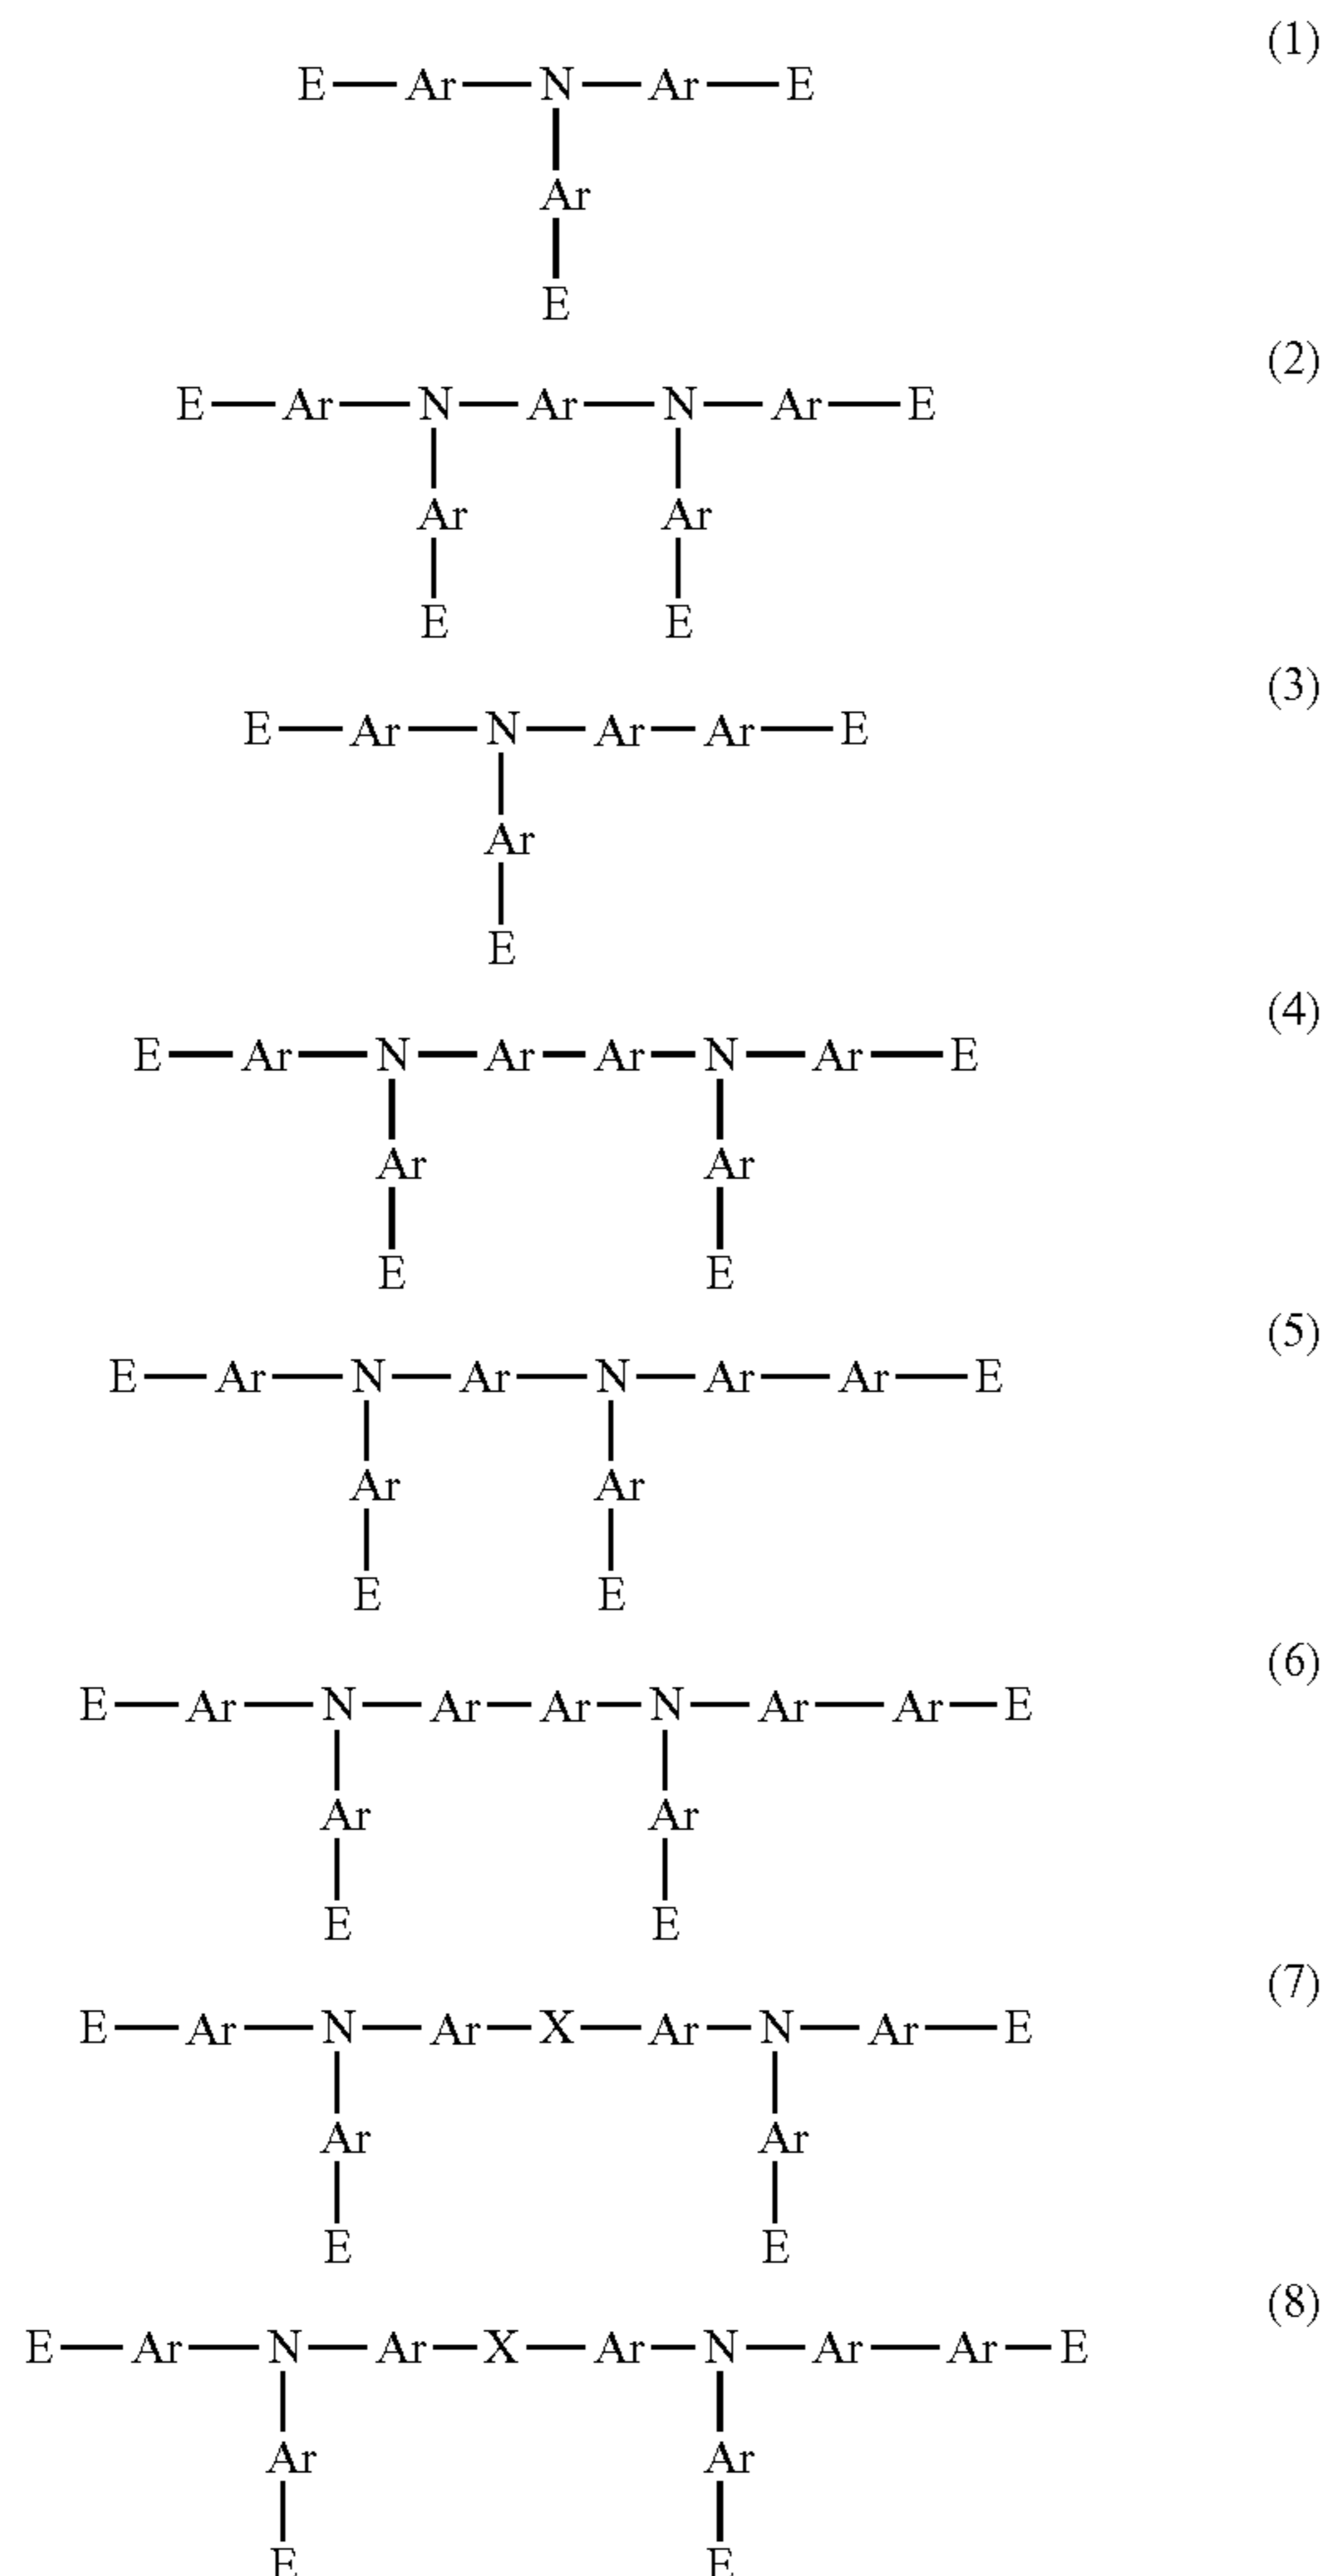 (1)
E Ar N Ar E
Ar
E
(2)
E Ar N Ar N Ar E
Ar Ar
E E
(3)
E Ar N Ar Ar E
Ar
E
(4)
E Ar N Ar Ar N Ar E
Ar Ar
E E
(5)
E Ar N Ar N Ar Ar E
Ar Ar
E E
(6)
E Ar N Ar Ar N Ar Ar E
Ar Ar
E E
(7)
E Ar N Ar X Ar N Ar E
Ar Ar
E E
(8)
E Ar N Ar X Ar N Ar Ar E
Ar Ar
E E